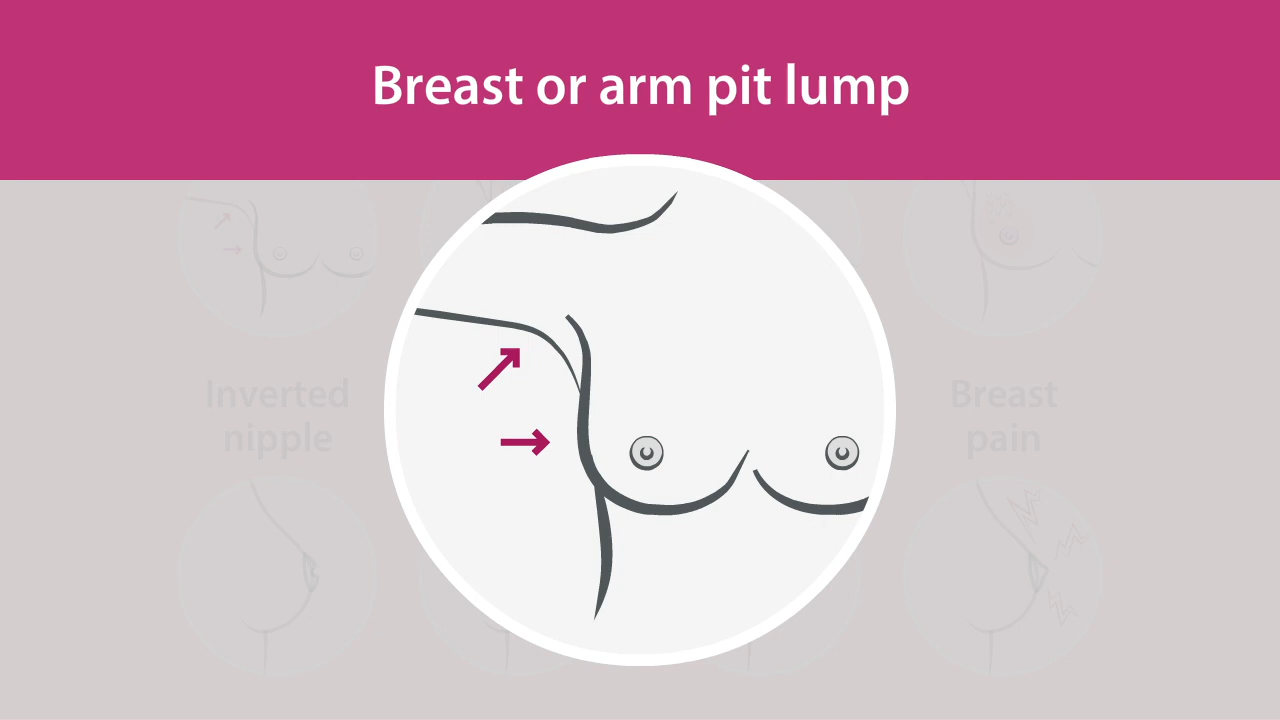 Breast or arm pit lump
Inverted
nipple
Breast
pain